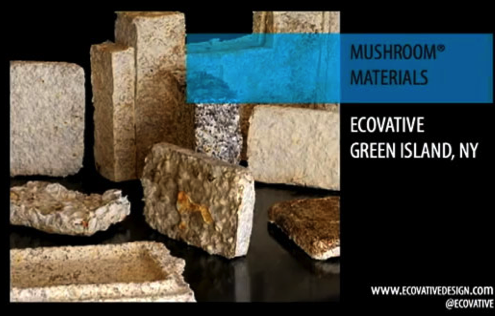 MUSHROOM®
MATERIALS
ECOVATIVE
GREEN ISLAND, NY
www.ecovativedesign.com
@ECOVATIVE